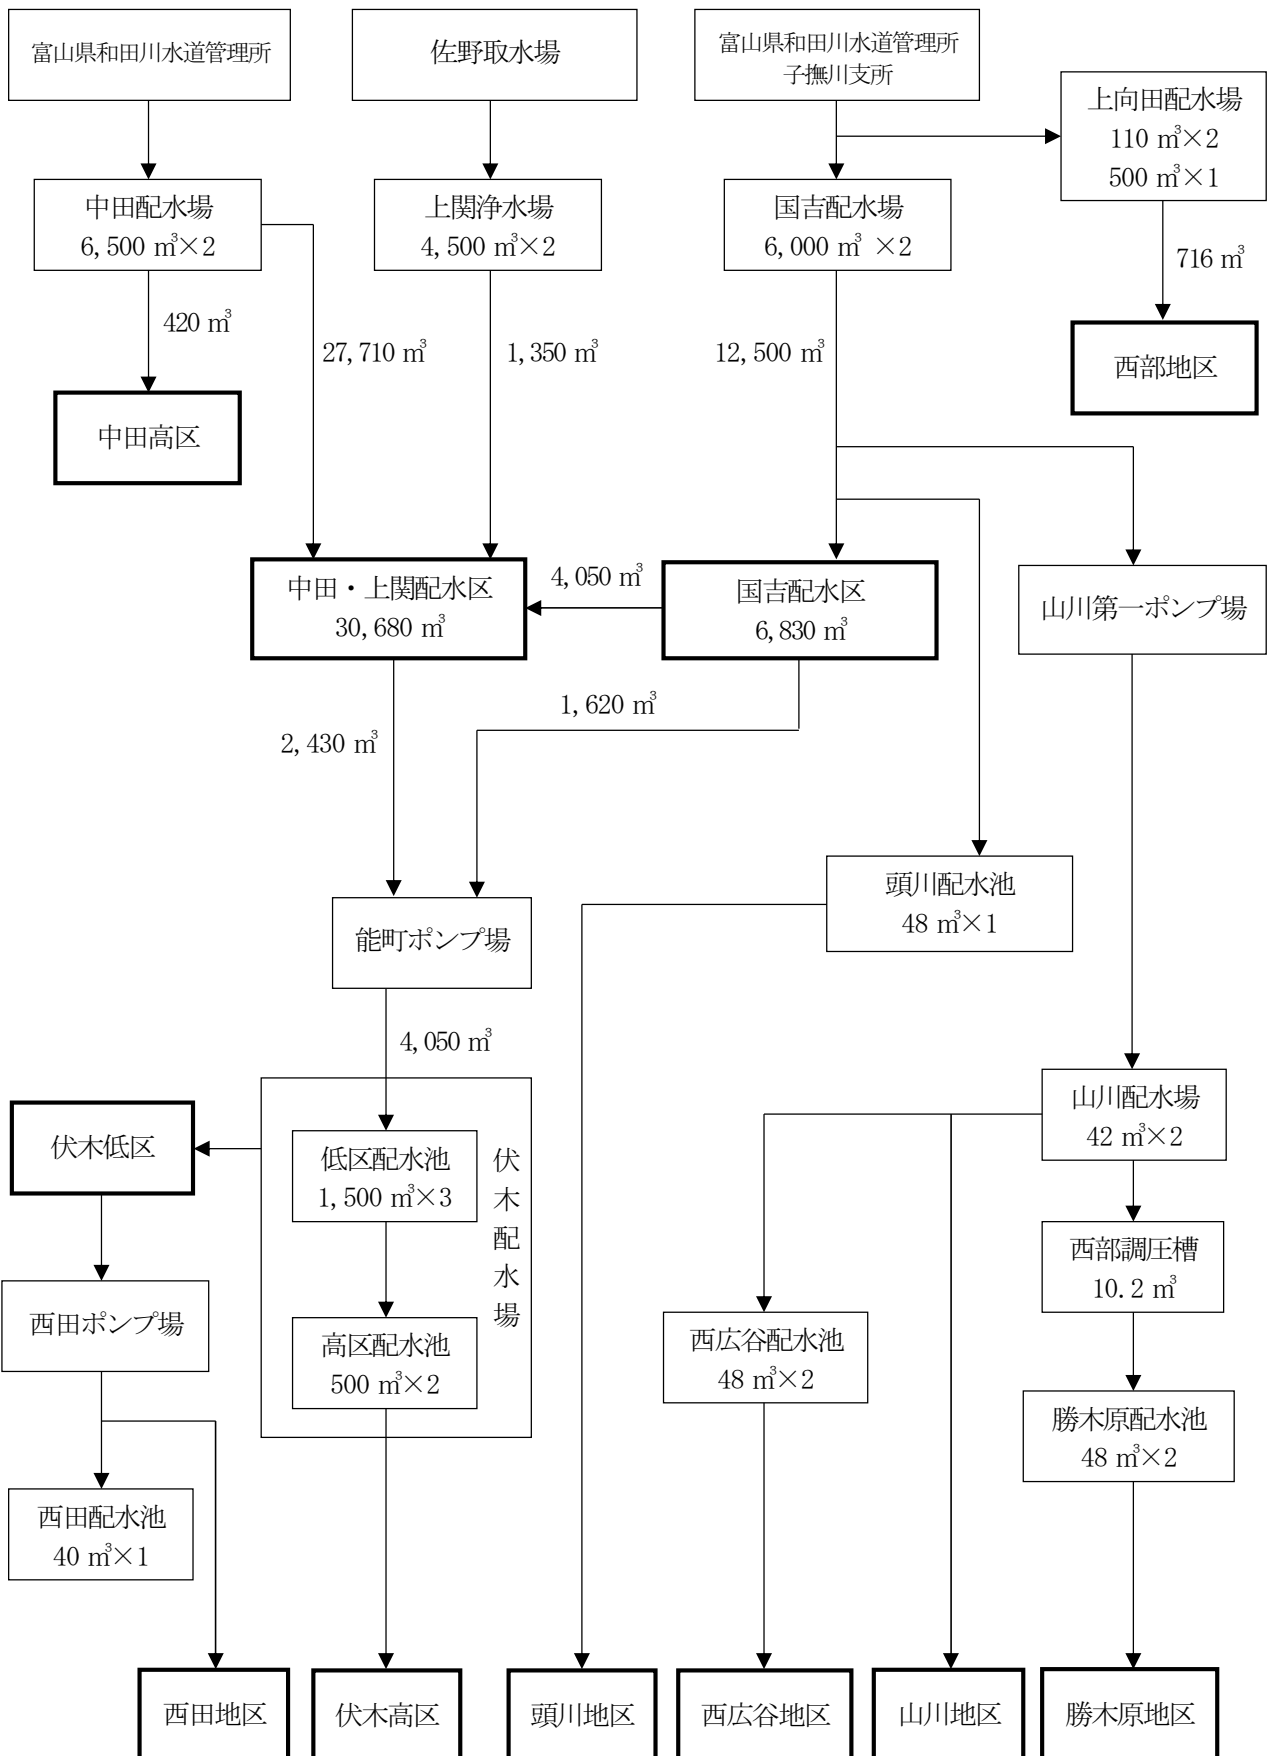 富山県和田川水道管理所
佐野取水場
富山県和田川水道管理所
子撫川支所
上向田配水場
110 ㎥×2
500 ㎥×1
中田配水場
6,500 ㎥×2
上関浄水場
4,500 ㎥×2
国吉配水場
6,000 ㎥ ×2
716 ㎥
420 ㎥
27,710 ㎥
1,350 ㎥
12,500 ㎥
西部地区
中田高区
中田・上関配水区
30,680 ㎥
4,050 ㎥
国吉配水区
6,830 ㎥
山川第一ポンプ場
1,620 ㎥
2,430 ㎥
頭川配水池
48 ㎥×1
能町ポンプ場
4,050 ㎥
山川配水場
42 ㎥×2
伏木低区
低区配水池
1,500 ㎥×3
伏木配水場
西部調圧槽
10.2 ㎥
西田ポンプ場
高区配水池
500 ㎥×2
西広谷配水池
48 ㎥×2
勝木原配水池
48 ㎥×2
西田配水池
40 ㎥×1
西田地区
伏木高区
頭川地区
西広谷地区
山川地区
勝木原地区